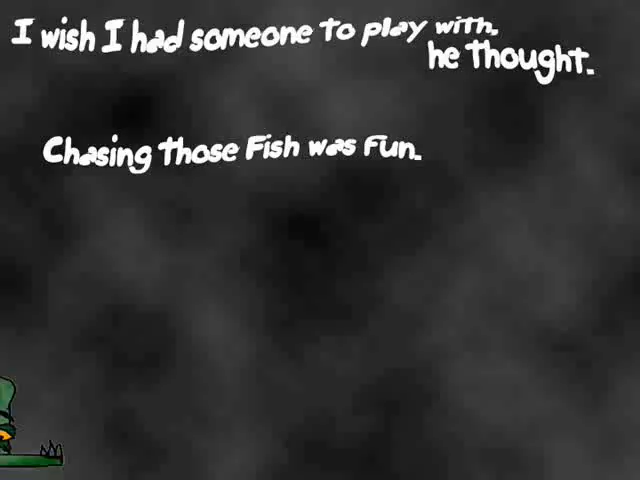 I wish I had someone to play with.
he thought.
Chasing those Fish was Fun.